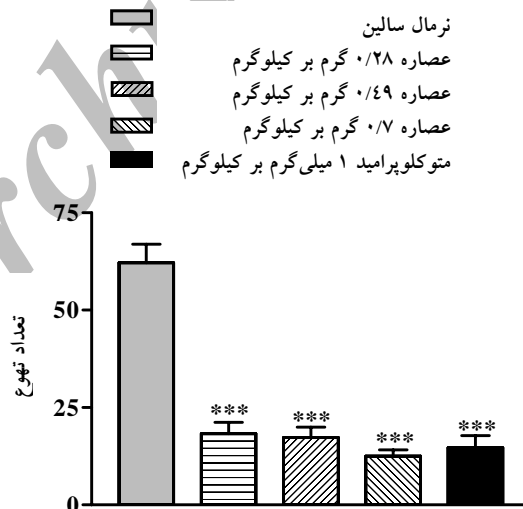 نرمال سالین
عصاره ۰/۲۸ گرم بر کیلوگرم
عصاره ۰/٤۹ گرم بر کیلوگرم
عصاره ۰/۷ گرم بر کیلوگرم
متوکلوپرامید ۱ میلی‌گرم بر کیلوگرم
75
50
25
0
تعداد تهوع
***
***
***
***